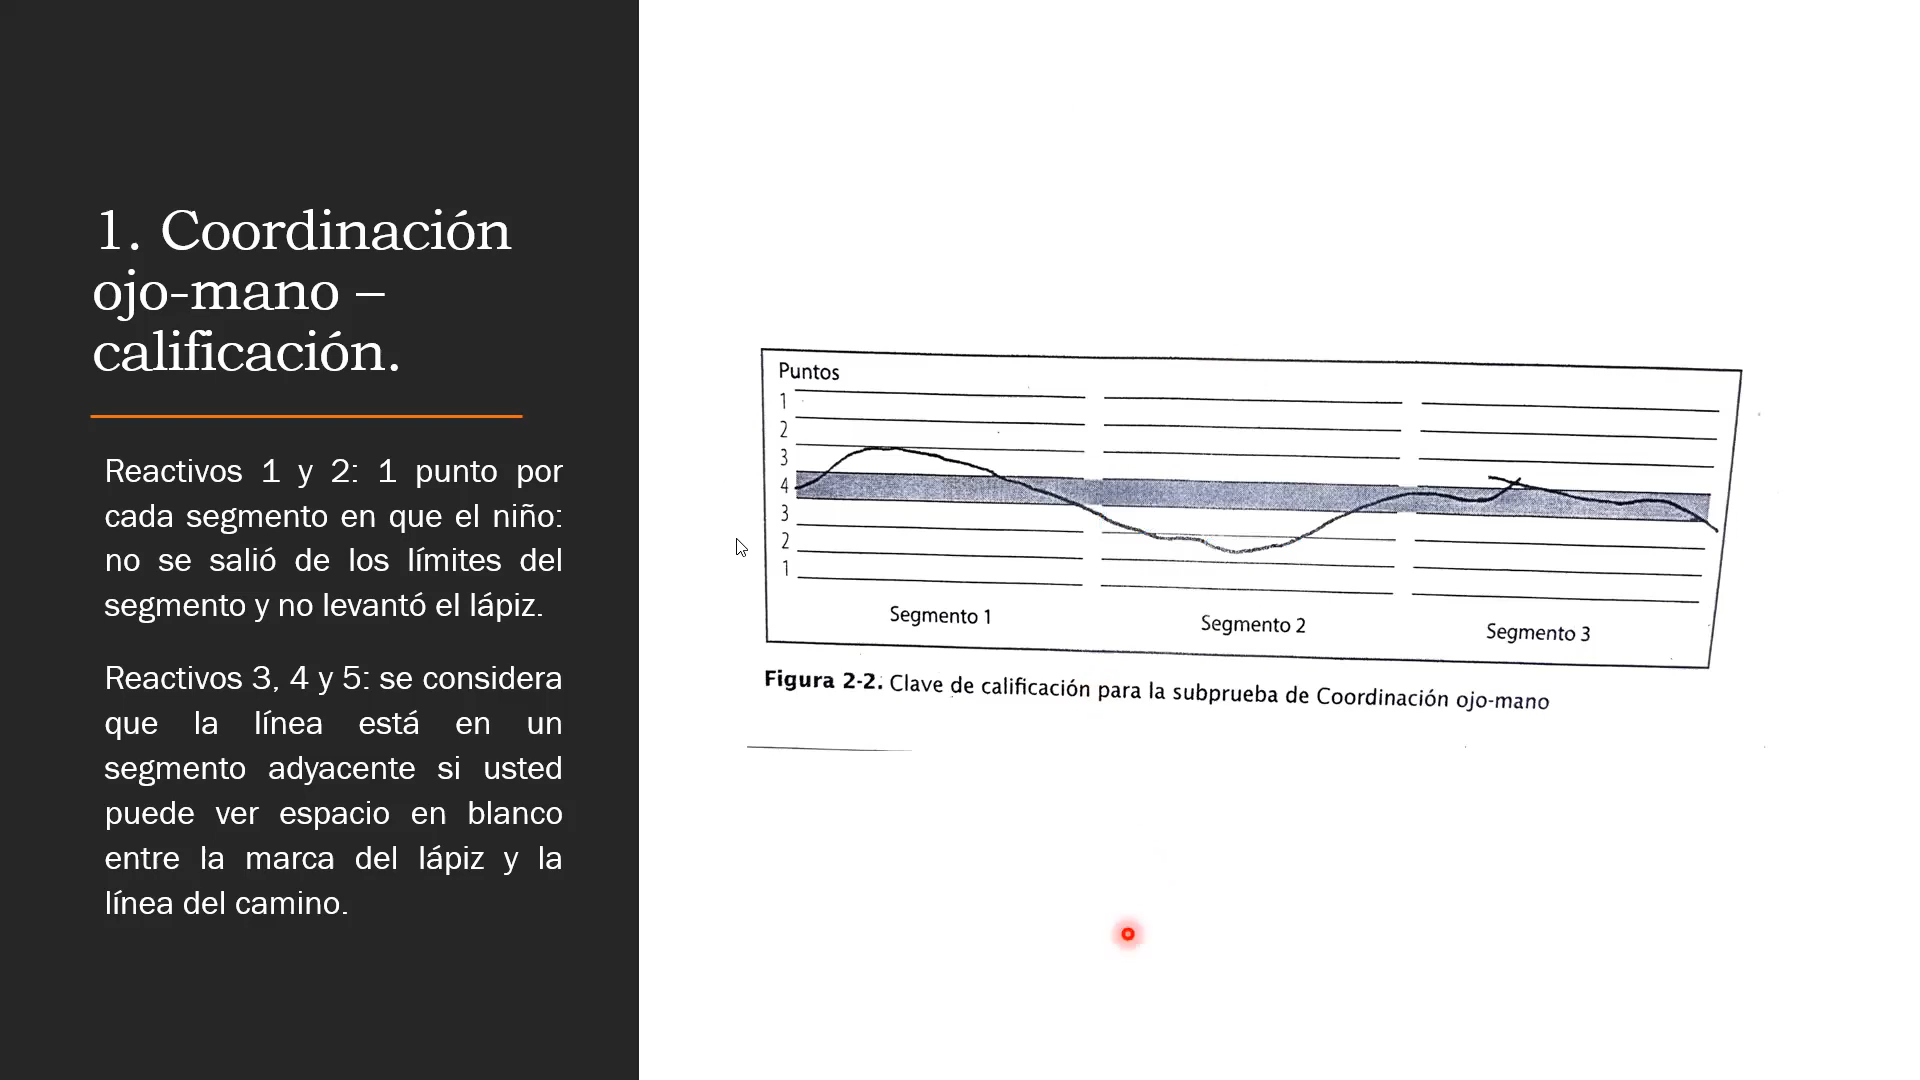 1. Coordinación
ojo-mano –
calificación.
Reactivos 1 y 2: 1 punto por
cada segmento en que el niño:
no se salió de los límites del
segmento y no levantó el lápiz.
Reactivos 3, 4 y 5: se considera
que la línea está en un
segmento adyacente si usted
puede ver espacio en blanco
entre la marca del lápiz y la
línea del camino.
Puntos
1
2
3
4
3
2
1
Segmento 1
Segmento 2
Segmento 3
Figura 2-2. Clave de calificación para la subprueba de Coordinación ojo-mano